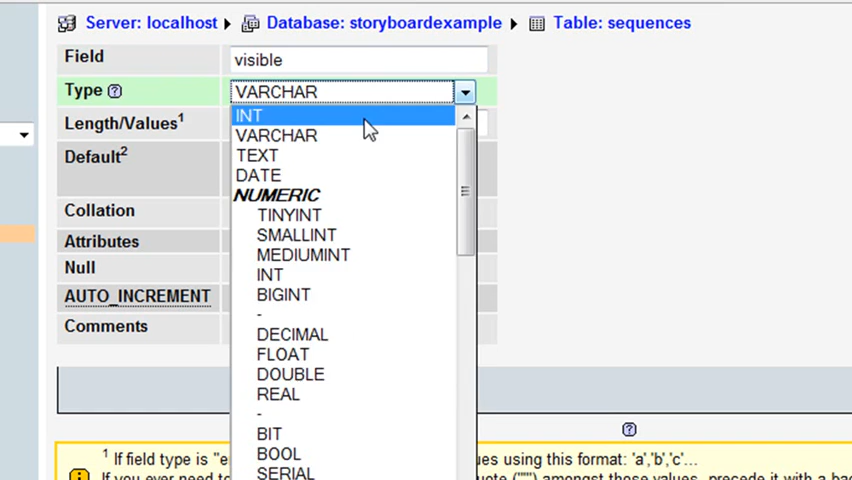 Server: localhost ▸ Database: storyboardexample ▸ Table: sequences
Field visible
Type VARCHAR
Length/Values1
Default2
Collation
Attributes
Null
AUTO_INCREMENT
Comments
INT
VARCHAR
TEXT
DATE
NUMERIC
TINYINT
SMALLINT
MEDIUMINT
INT
BIGINT
-
DECIMAL
FLOAT
DOUBLE
REAL
-
BIT
BOOL
SERIAL
1 If field type is "e ues using this format: 'a','b','c'...
If you ever need to quote ("'") amongst those values, precede it with a ba